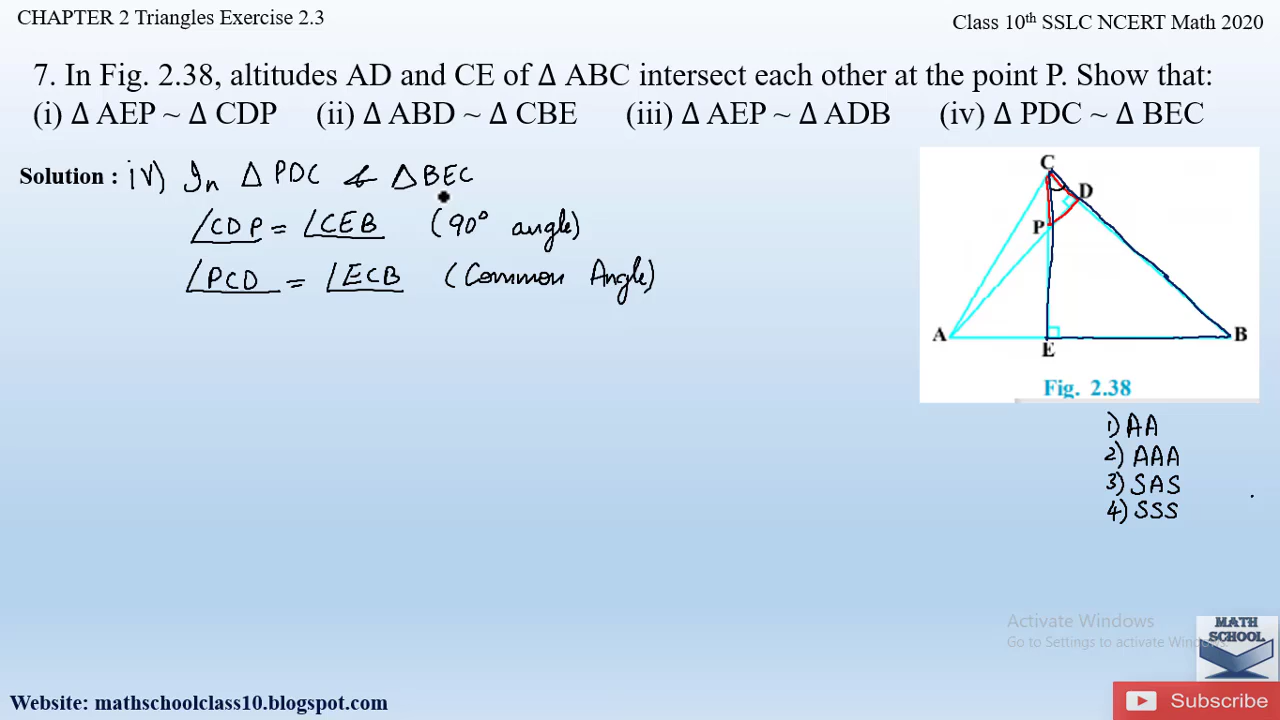 CHAPTER 2 Triangles Exercise 2.3
Class 10th SSLC NCERT Math 2020
7. In Fig. 2.38, altitudes AD and CE of Δ ABC intersect each other at the point P. Show that:
(i) Δ AEP ~ Δ CDP (ii) Δ ABD ~ Δ CBE (iii) Δ AEP ~ Δ ADB (iv) Δ PDC ~ Δ BEC
Solution : iv) In Δ PDC & Δ BEC
∠CDP = ∠CEB (90° angle)
∠PCD = ∠ECB (Common Angle)
C
D
P
A
B
E
Fig. 2.38
1) AA
2) AAA
3) SAS
4) SSS
Activate Windows
Go to Settings to activate Windows.
MATH
SCHOOL
Website: mathschoolclass10.blogspot.com
Subscribe